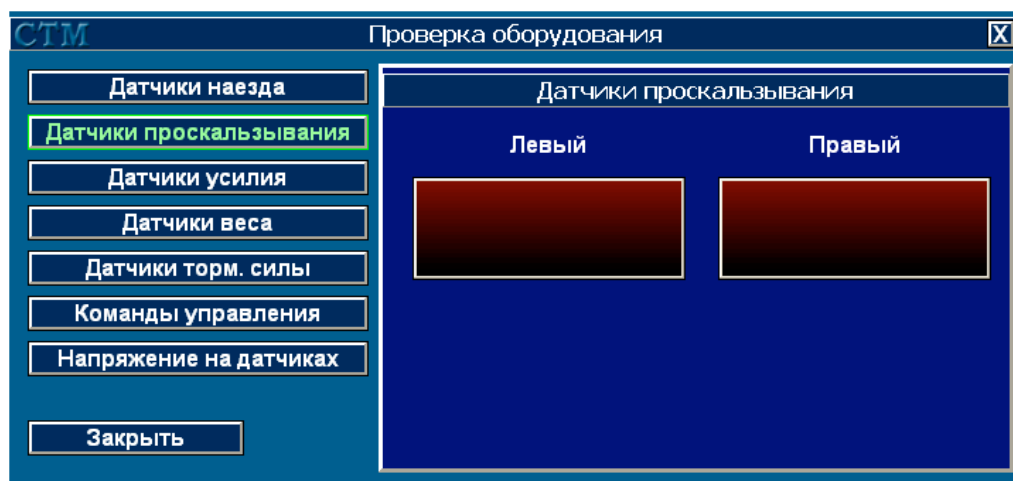 СТМ
Проверка оборудования
X
Датчики наезда
Датчики проскальзывания
Датчики усилия
Датчики веса
Датчики торм. силы
Команды управления
Напряжение на датчиках
Закрыть
Датчики проскальзывания
Левый
Правый